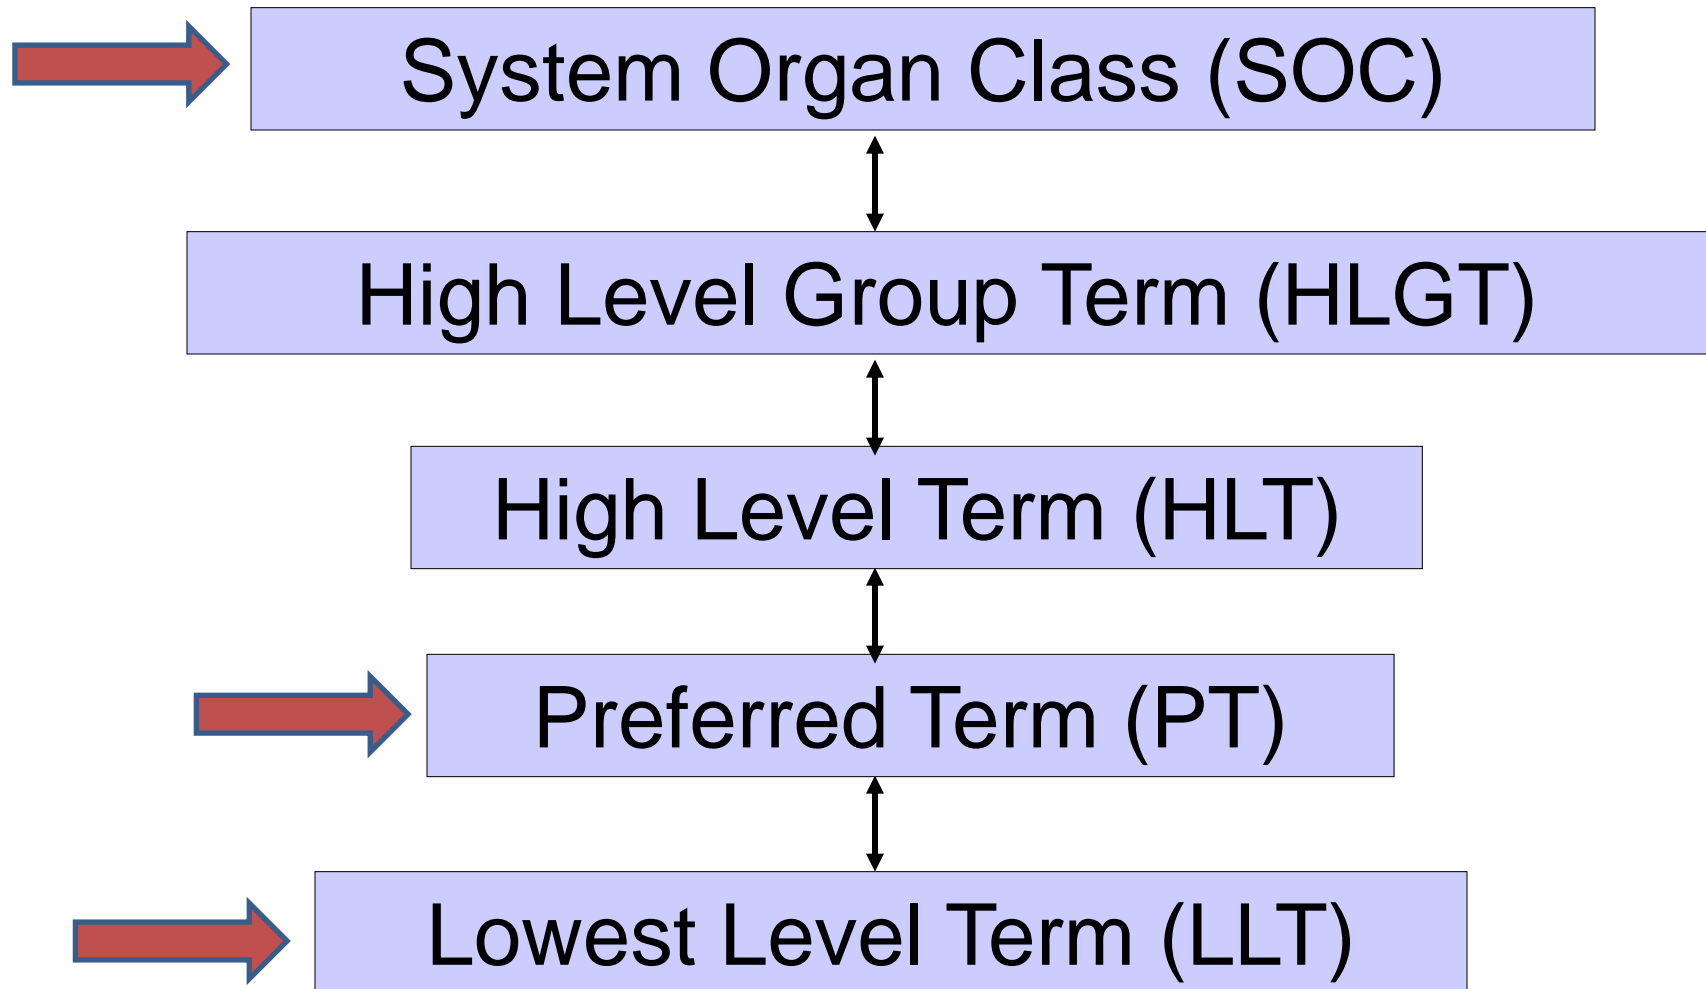 System Organ Class (SOC)
High Level Group Term (HLGT)
High Level Term (HLT)
Preferred Term (PT)
Lowest Level Term (LLT)